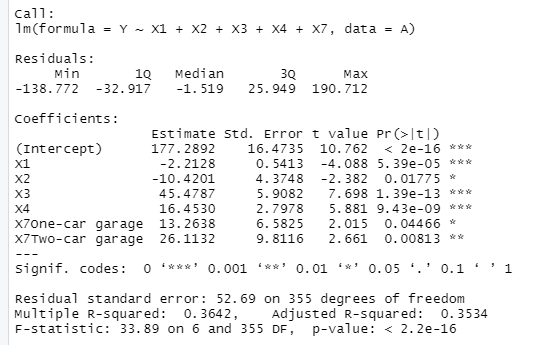 Call:
lm(formula = Y ~ X1 + X2 + X3 + X4 + X7, data = A)
Residuals:
Min 1Q Median 3Q Max
-138.772 -32.917 -1.519 25.949 190.712
Coefficients:
Estimate Std. Error t value Pr(>|t|)
(Intercept) 177.2892 16.4735 10.762 < 2e-16 ***
X1 -2.2128 0.5413 -4.088 5.39e-05 ***
X2 -10.4201 4.3748 -2.382 0.01775 *
X3 45.4787 5.9082 7.698 1.39e-13 ***
X4 16.4530 2.7978 5.881 9.43e-09 ***
X7One-car garage 13.2638 6.5825 2.015 0.04466 *
X7Two-car garage 26.1132 9.8116 2.661 0.00813 **
---
Signif. codes: 0 ‘***’ 0.001 ‘**’ 0.01 ‘*’ 0.05 ‘.’ 0.1 ‘ ’ 1
Residual standard error: 52.69 on 355 degrees of freedom
Multiple R-squared: 0.3642, Adjusted R-squared: 0.3534
F-statistic: 33.89 on 6 and 355 DF, p-value: < 2.2e-16